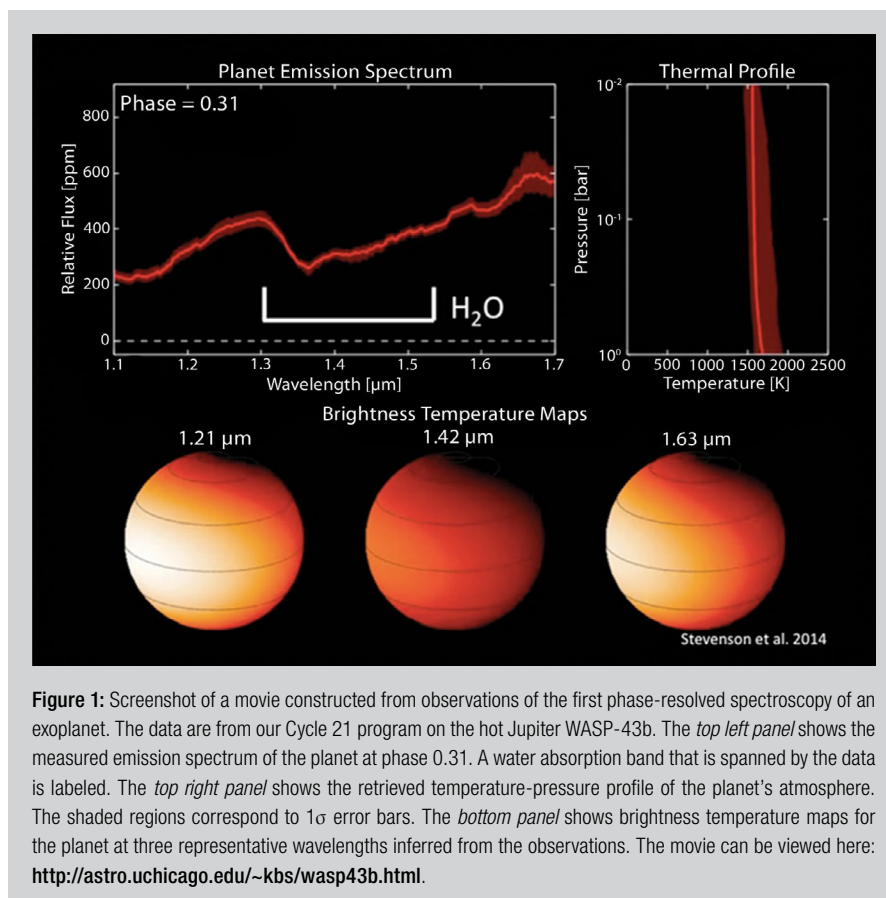 Planet Emission Spectrum
Phase = 0.31
800
600
400
200
0
Relative Flux [ppm]
H₂O
1.1 1.2 1.3 1.4 1.5 1.6 1.7
Wavelength [μm]
Thermal Profile
10⁻²
10⁻¹
10⁰
Pressure [bar]
0 500 1000 1500 2000 2500
Temperature [K]
Brightness Temperature Maps
1.21 μm 1.42 μm 1.63 μm
Stevenson et al. 2014
Figure 1: Screenshot of a movie constructed from observations of the first phase-resolved spectroscopy of an
exoplanet. The data are from our Cycle 21 program on the hot Jupiter WASP-43b. The top left panel shows the
measured emission spectrum of the planet at phase 0.31. A water absorption band that is spanned by the data
is labeled. The top right panel shows the retrieved temperature-pressure profile of the planet’s atmosphere.
The shaded regions correspond to 1σ error bars. The bottom panel shows brightness temperature maps for
the planet at three representative wavelengths inferred from the observations. The movie can be viewed here:
http://astro.uchicago.edu/~kbs/wasp43b.html.